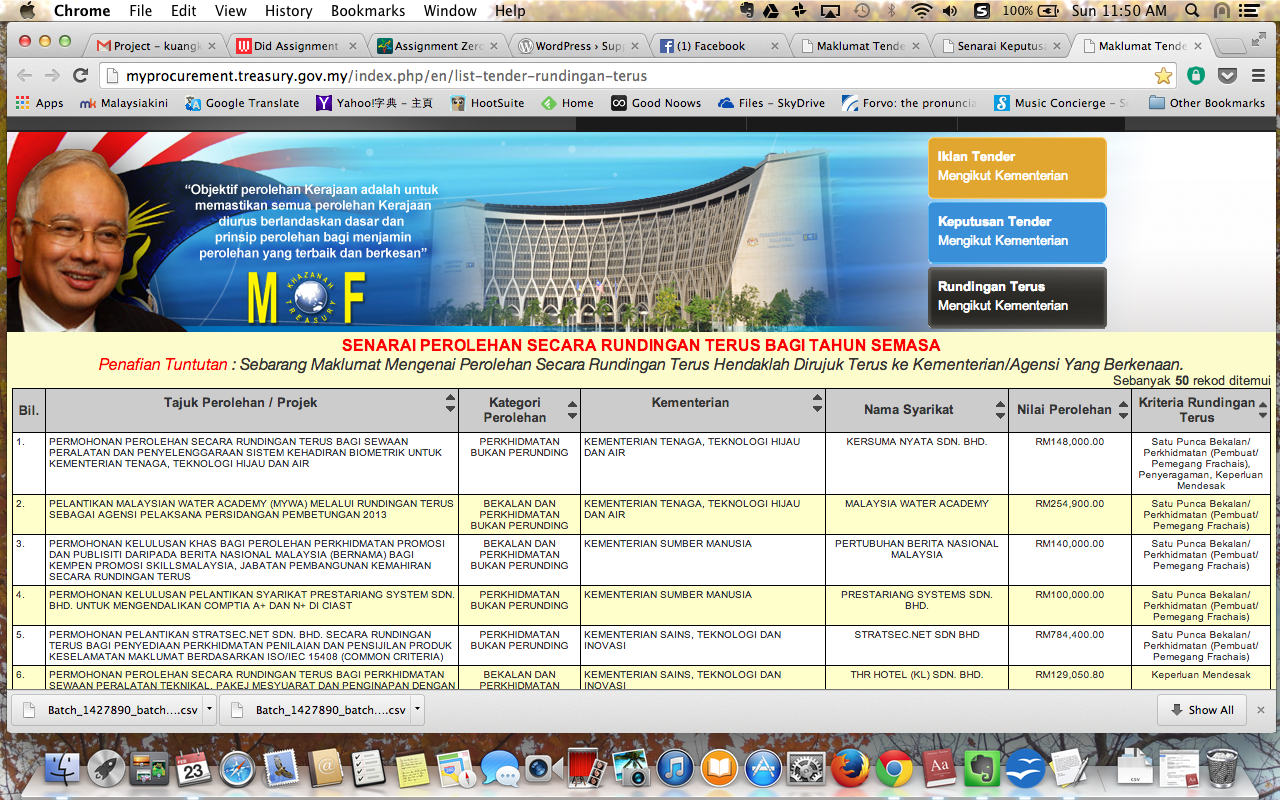 Chrome File Edit View History Bookmarks Window Help 100% Sun 11:50 AM
Project – kuangk
Did Assignment
Assignment Zero
WordPress › Sup
(1) Facebook
Maklumat Tende
Senarai Keputusa
Maklumat Tende
myprocurement.treasury.gov.my/index.php/en/list-tender-rundingan-terus
Apps Malaysiakini Google Translate Yahoo!字典 – 主頁 HootSuite Home Good Noows Files – SkyDrive Forvo: the pronuncia Music Concierge – S Other Bookmarks
“Objektif perolehan Kerajaan adalah untuk
memastikan semua perolehan Kerajaan
diurus berlandaskan dasar dan
prinsip perolehan bagi menjamin
perolehan yang terbaik dan berkesan”
M F
KHAZANAH
TREASURY
Iklan Tender
Mengikut Kementerian
Keputusan Tender
Mengikut Kementerian
Rundingan Terus
Mengikut Kementerian
SENARAI PEROLEHAN SECARA RUNDINGAN TERUS BAGI TAHUN SEMASA
Penafian Tuntutan : Sebarang Maklumat Mengenai Perolehan Secara Rundingan Terus Hendaklah Dirujuk Terus ke Kementerian/Agensi Yang Berkenaan.
Sebanyak 50 rekod ditemui
Bil.
Tajuk Perolehan / Projek
Kategori
Perolehan
Kementerian
Nama Syarikat
Nilai Perolehan
Kriteria Rundingan
Terus
1.
PERMOHONAN PEROLEHAN SECARA RUNDINGAN TERUS BAGI SEWAAN
PERALATAN DAN PENYELENGGARAAN SISTEM KEHADIRAN BIOMETRIK UNTUK
KEMENTERIAN TENAGA, TEKNOLOGI HIJAU DAN AIR
PERKHIDMATAN
BUKAN PERUNDING
KEMENTERIAN TENAGA, TEKNOLOGI HIJAU
DAN AIR
KERSUMA NYATA SDN. BHD.
RM148,000.00
Satu Punca Bekalan/
Perkhidmatan (Pembuat/
Pemegang Frachais),
Penyeragaman, Keperluan
Mendesak
2.
PELANTIKAN MALAYSIAN WATER ACADEMY (MYWA) MELALUI RUNDINGAN TERUS
SEBAGAI AGENSI PELAKSANA PERSIDANGAN PEMBETUNGAN 2013
BEKALAN DAN
PERKHIDMATAN
BUKAN PERUNDING
KEMENTERIAN TENAGA, TEKNOLOGI HIJAU
DAN AIR
MALAYSIA WATER ACADEMY
RM254,900.00
Satu Punca Bekalan/
Perkhidmatan (Pembuat/
Pemegang Frachais)
3.
PERMOHONAN KELULUSAN KHAS BAGI PEROLEHAN PERKHIDMATAN PROMOSI
DAN PUBLISITI DARIPADA BERITA NASIONAL MALAYSIA (BERNAMA) BAGI
KEMPEN PROMOSI SKILLSMALAYSIA, JABATAN PEMBANGUNAN KEMAHIRAN
SECARA RUNDINGAN TERUS
BEKALAN DAN
PERKHIDMATAN
BUKAN PERUNDING
KEMENTERIAN SUMBER MANUSIA
PERTUBUHAN BERITA NASIONAL
MALAYSIA
RM140,000.00
Satu Punca Bekalan/
Perkhidmatan (Pembuat/
Pemegang Frachais)
4.
PERMOHONAN KELULUSAN PELANTIKAN SYARIKAT PRESTARIANG SYSTEM SDN.
BHD. UNTUK MENGENDALIKAN COMPTIA A+ DAN N+ DI CIAST
PERKHIDMATAN
BUKAN PERUNDING
KEMENTERIAN SUMBER MANUSIA
PRESTARIANG SYSTEMS SDN.
BHD.
RM100,000.00
Satu Punca Bekalan/
Perkhidmatan (Pembuat/
Pemegang Frachais)
5.
PERMOHONAN PELANTIKAN STRATSEC.NET SDN. BHD. SECARA RUNDINGAN
TERUS BAGI PENYEDIAAN PERKHIDMATAN PENILAIAN DAN PENSIJILAN PRODUK
KESELAMATAN MAKLUMAT BERDASARKAN ISO/IEC 15408 (COMMON CRITERIA)
PERKHIDMATAN
BUKAN PERUNDING
KEMENTERIAN SAINS, TEKNOLOGI DAN
INOVASI
STRATSEC.NET SDN BHD
RM784,400.00
Satu Punca Bekalan/
Perkhidmatan (Pembuat/
Pemegang Frachais)
6.
PERMOHONAN PEROLEHAN SECARA RUNDINGAN TERUS BAGI PERKHIDMATAN
SEWAAN PERALATAN TEKNIKAL, PAKEJ MESYUARAT DAN PENGINAPAN DENGAN
BEKALAN DAN
PERKHIDMATAN
KEMENTERIAN SAINS, TEKNOLOGI DAN
INOVASI
THR HOTEL (KL) SDN. BHD.
RM129,050.80
Keperluan Mendesak
Batch_1427890_batch....csv
Batch_1427890_batch....csv
Show All
FEB
23
Aa
CSV